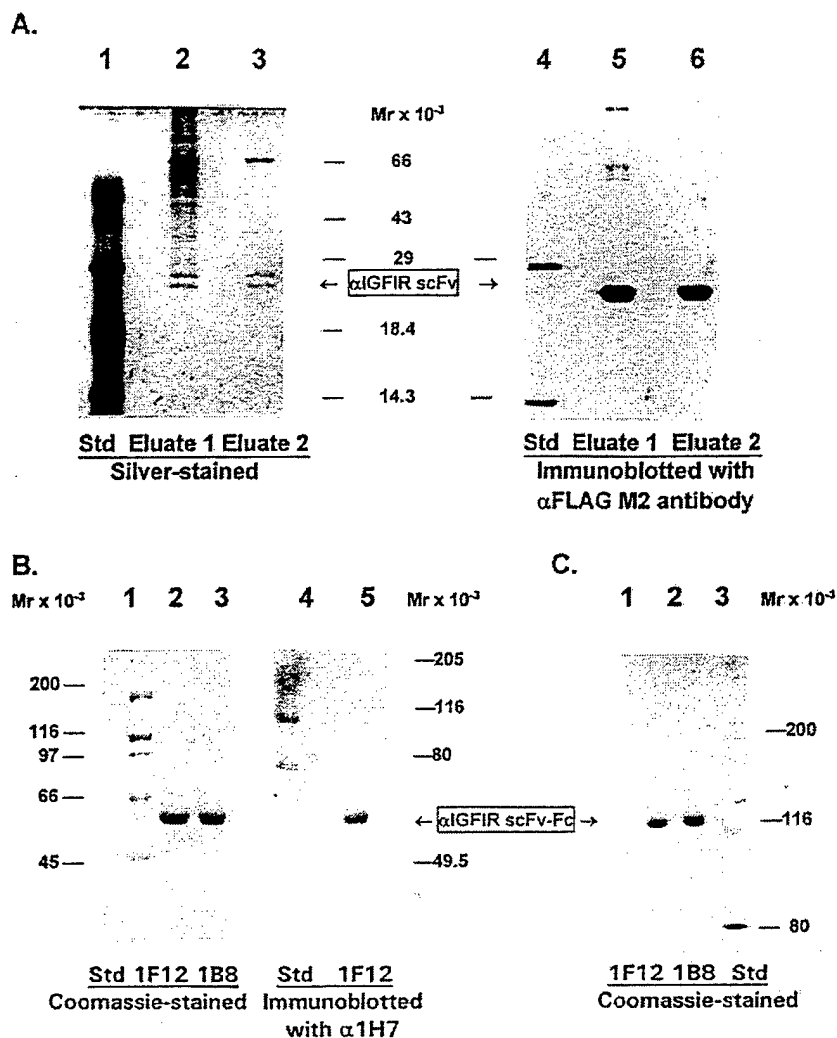 A.
1 2 3 4 5 6
Mr x 10⁻³
66
43
29
αIGFIR scFv
18.4
14.3
Std Eluate 1 Eluate 2
Silver-stained
Std Eluate 1 Eluate 2
Immunoblotted with
αFLAG M2 antibody
B.
Mr x 10⁻³ 1 2 3 4 5 Mr x 10⁻³
200
116
97
66
45
205
116
80
49.5
αIGFIR scFv-Fc
Std 1F12 1B8
Coomassie-stained
Std 1F12
Immunoblotted
with α1H7
C.
1 2 3 Mr x 10⁻³
200
116
80
1F12 1B8 Std
Coomassie-stained